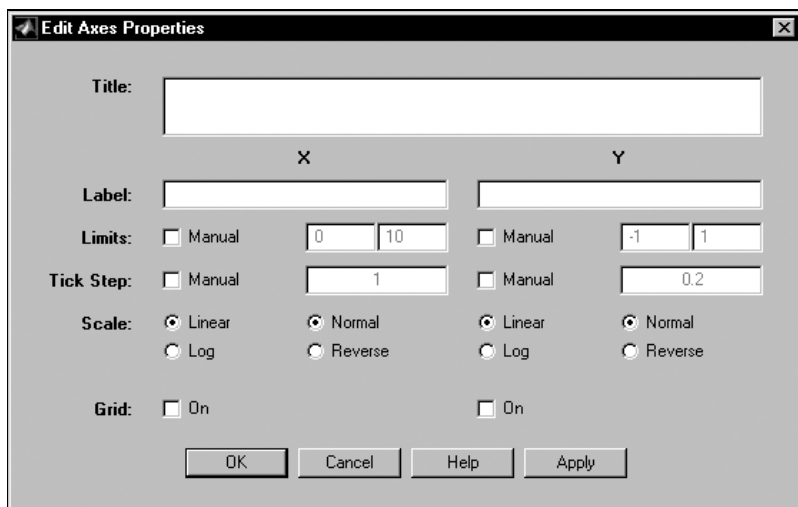 Edit Axes Properties
Title:
X Y
Label:
Limits: Manual 0 10 Manual -1 1
Tick Step: Manual 1 Manual 0.2
Scale: Linear Normal Linear Normal
Log Reverse Log Reverse
Grid: On On
OK Cancel Help Apply